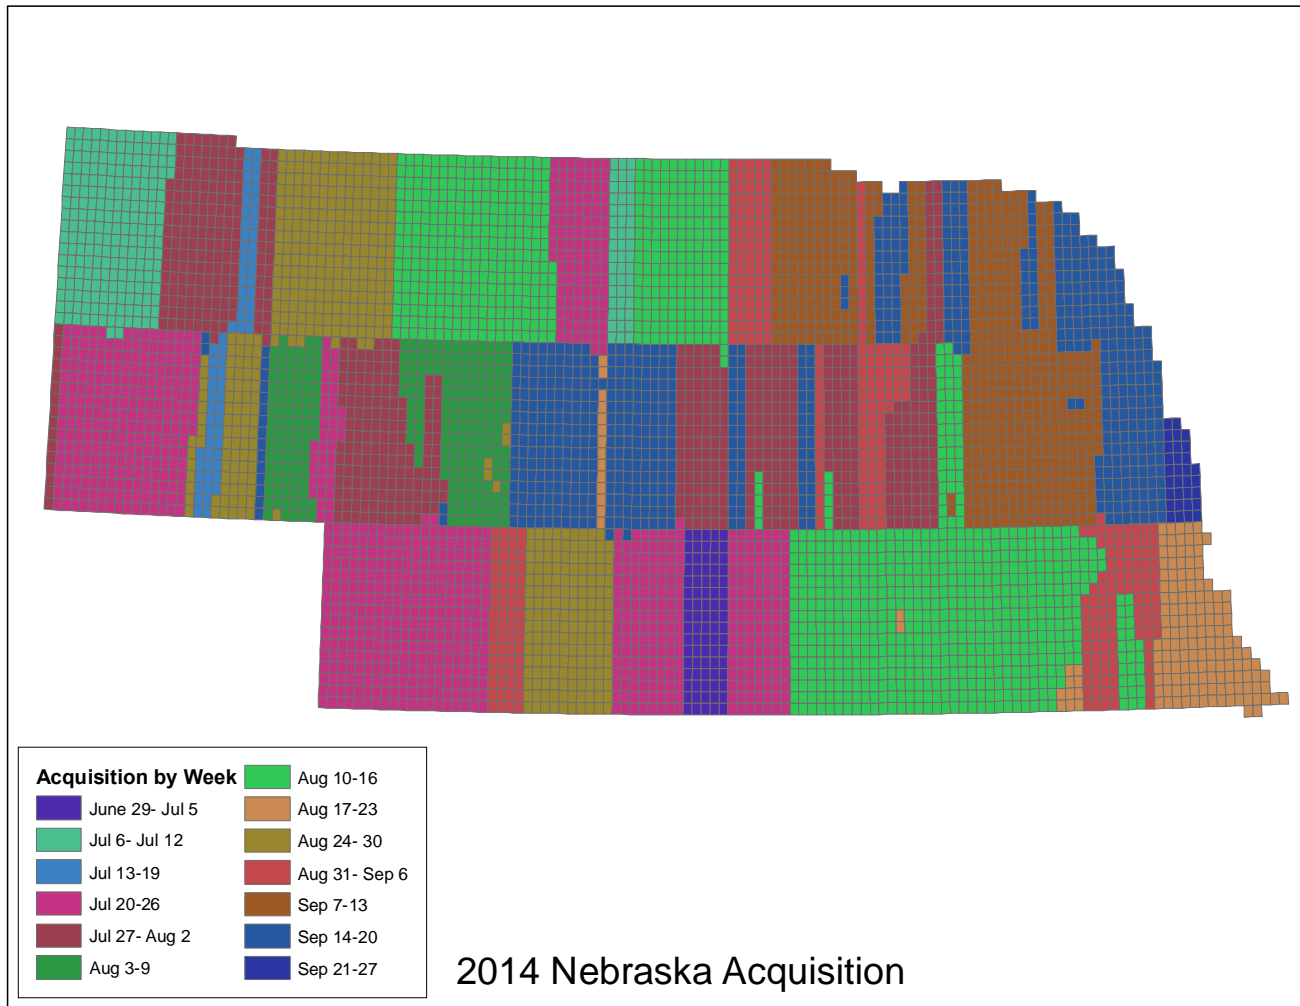 Acquisition by Week
June 29- Jul 5
Jul 6- Jul 12
Jul 13-19
Jul 20-26
Jul 27- Aug 2
Aug 3-9
Aug 10-16
Aug 17-23
Aug 24- 30
Aug 31- Sep 6
Sep 7-13
Sep 14-20
Sep 21-27
2014 Nebraska Acquisition